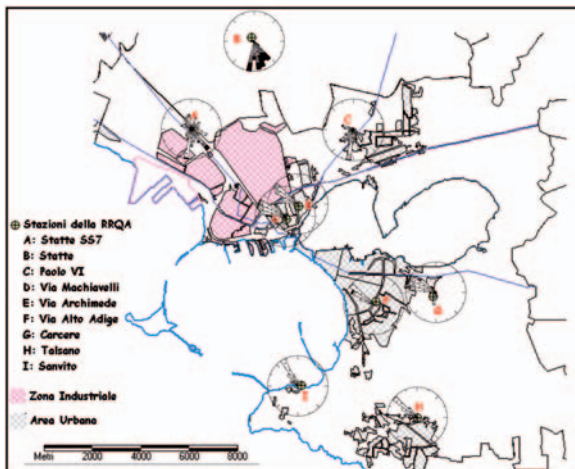 B
A
C
D
E
F
G
I
H
Stazioni della RRQA
A: Statte SS7
B: Statte
C: Paolo VI
D: Via Machiavelli
E: Via Archimede
F: Via Alto Adige
G: Carcere
H: Talsano
I: Sanvito
Zona Industriale
Area Urbana
Metri 2000 4000 6000 8000